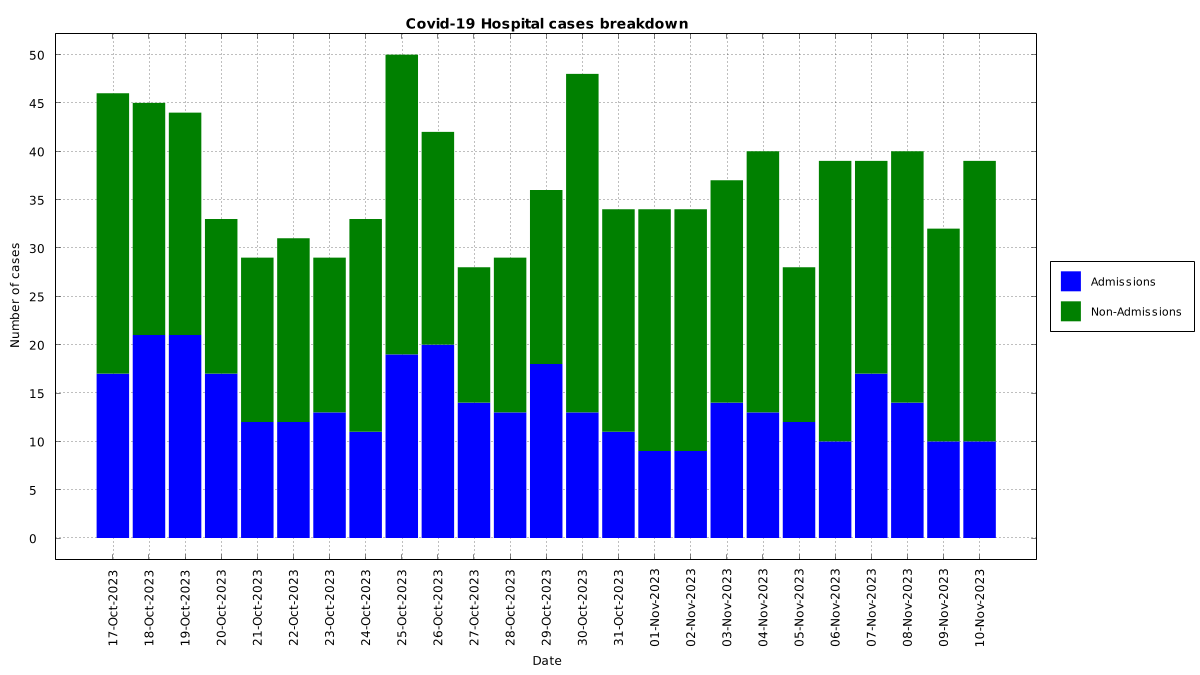 Covid-19 Hospital cases breakdown
50
45
40
35
30
25
20
15
10
5
0
Number of cases
17-Oct-2023
18-Oct-2023
19-Oct-2023
20-Oct-2023
21-Oct-2023
22-Oct-2023
23-Oct-2023
24-Oct-2023
25-Oct-2023
26-Oct-2023
27-Oct-2023
28-Oct-2023
29-Oct-2023
30-Oct-2023
31-Oct-2023
01-Nov-2023
02-Nov-2023
03-Nov-2023
04-Nov-2023
05-Nov-2023
06-Nov-2023
07-Nov-2023
08-Nov-2023
09-Nov-2023
10-Nov-2023
Date
Admissions
Non-Admissions